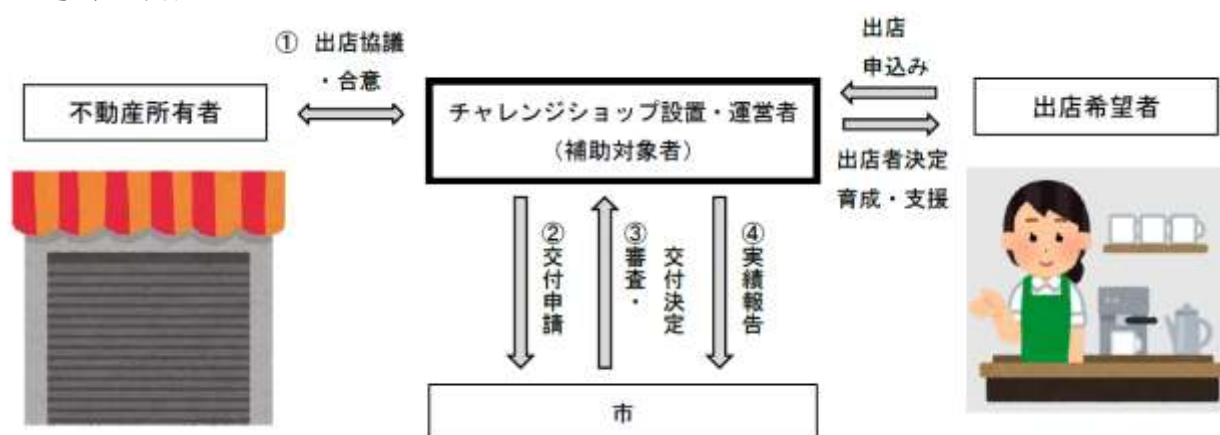 ① 出店協議
・合意
不動産所有者
チャレンジショップ設置・運営者
（補助対象者）
出店
申込み
出店者決定
育成・支援
出店希望者
②交付申請
③審査・
交付決定
④実績報告
市